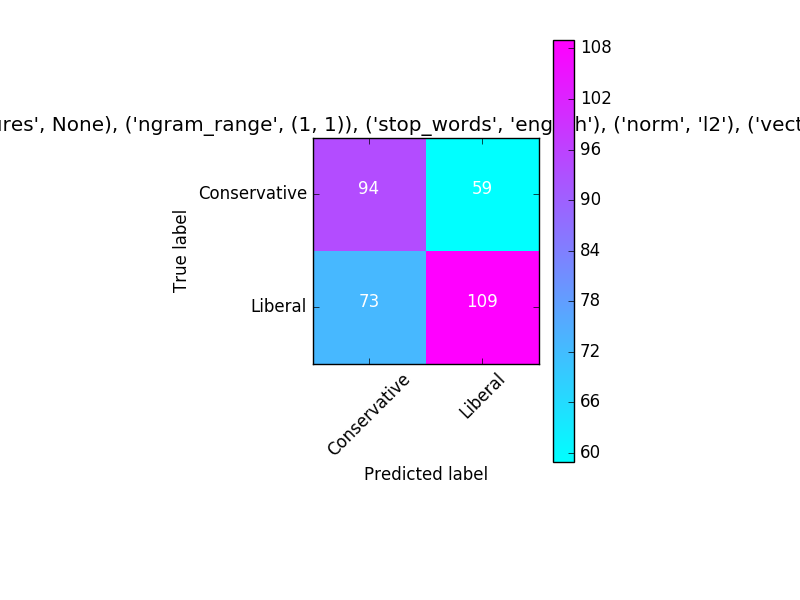 108
102
ures', None), ('ngram_range', (1, 1)), ('stop_words', 'english'), ('norm', 'l2'), ('vect
96
Conservative 94 59
90
84
True label
78
Liberal 73 109
72
66
60
Conservative Liberal
Predicted label